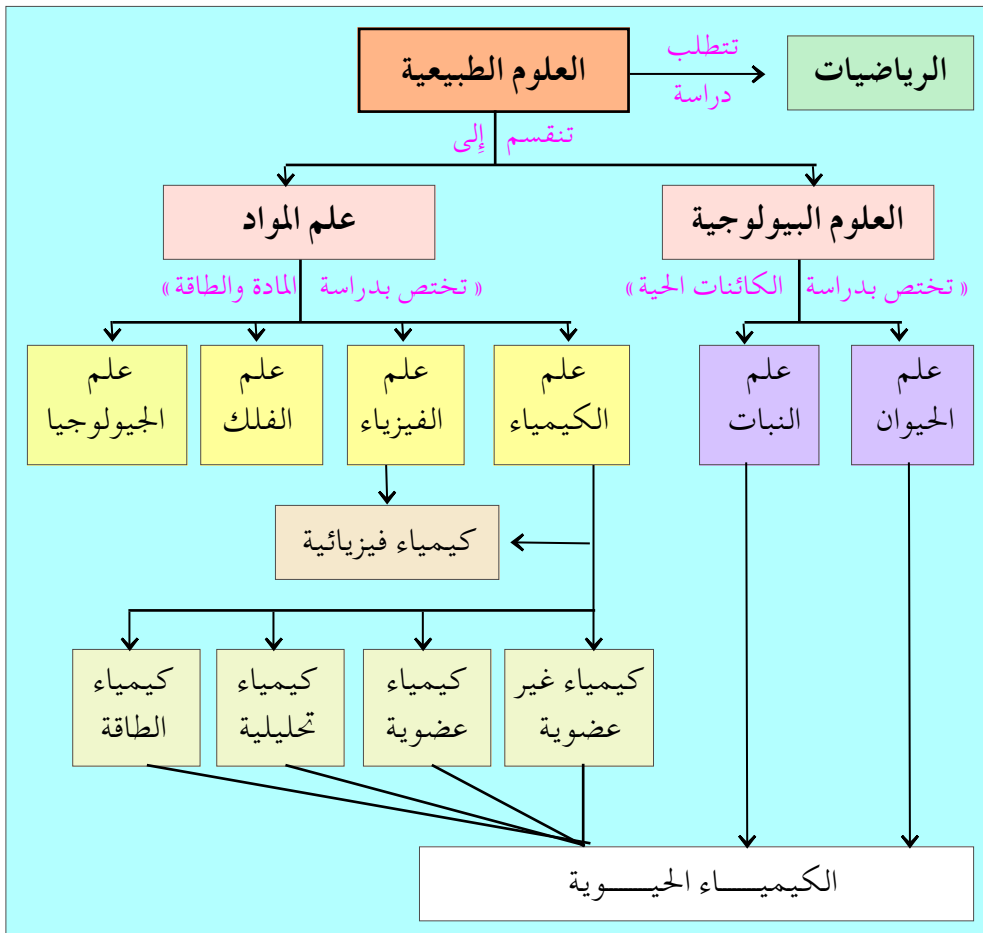 الرياضيات
تتطلب
دراسة
العلوم الطبيعية
تنقسم إِلى
العلوم البيولوجية
علم المواد
« تختص بدراسة الكائنات الحية »
« تختص بدراسة المادة والطاقة »
علم
الحيوان
علم
النبات
علم
الكيمياء
علم
الفيزياء
علم
الفلك
علم
الجيولوجيا
كيمياء فيزيائية
كيمياء غير
عضوية
كيمياء
عضوية
كيمياء
تحليلية
كيمياء
الطاقة
الكيميـــــاء الحيـــــوية